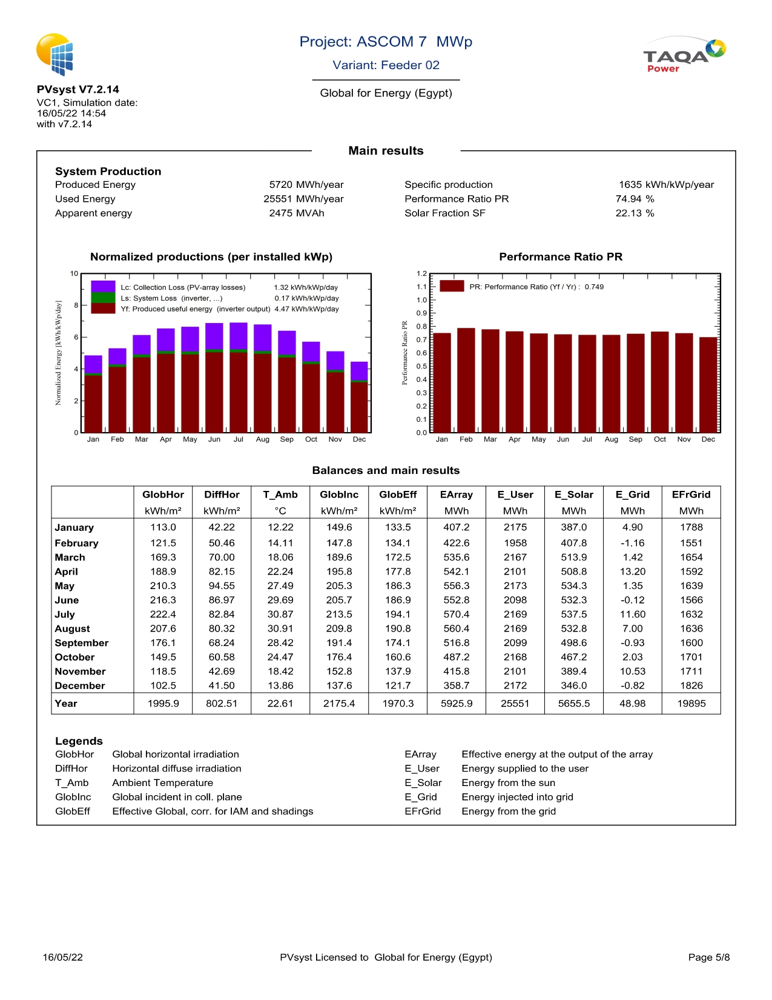 Project: ASCOM 7  MWp
Variant: Feeder 02
TAQA
Power
Global for Energy (Egypt)
PVsyst V7.2.14
VC1, Simulation date:
16/05/22 14:54
with v7.2.14
Main results
System Production
Produced Energy 5720 MWh/year Specific production 1635 kWh/kWp/year
Used Energy 25551 MWh/year Performance Ratio PR 74.94 %
Apparent energy 2475 MVAh Solar Fraction SF 22.13 %
Normalized productions (per installed kWp)
10
8
6
4
2
0
Normalized Energy [kWh/kWp/day]
Lc: Collection Loss (PV-array losses) 1.32 kWh/kWp/day
Ls: System Loss  (inverter, ...) 0.17 kWh/kWp/day
Yf: Produced useful energy  (inverter output) 4.47 kWh/kWp/day
Jan Feb Mar Apr May Jun Jul Aug Sep Oct Nov Dec
Performance Ratio PR
1.2
1.1
1.0
0.9
0.8
0.7
0.6
0.5
0.4
0.3
0.2
0.1
0.0
Performance Ratio PR
PR: Performance Ratio (Yf / Yr) :  0.749
Jan Feb Mar Apr May Jun Jul Aug Sep Oct Nov Dec
Balances and main results
GlobHor DiffHor T_Amb GlobInc GlobEff EArray E_User E_Solar E_Grid EFrGrid
kWh/m² kWh/m² °C kWh/m² kWh/m² MWh MWh MWh MWh MWh
January 113.0 42.22 12.22 149.6 133.5 407.2 2175 387.0 4.90 1788
February 121.5 50.46 14.11 147.8 134.1 422.6 1958 407.8 -1.16 1551
March 169.3 70.00 18.06 189.6 172.5 535.6 2167 513.9 1.42 1654
April 188.9 82.15 22.24 195.8 177.8 542.1 2101 508.8 13.20 1592
May 210.3 94.55 27.49 205.3 186.3 556.3 2173 534.3 1.35 1639
June 216.3 86.97 29.69 205.7 186.9 552.8 2098 532.3 -0.12 1566
July 222.4 82.84 30.87 213.5 194.1 570.4 2169 537.5 11.60 1632
August 207.6 80.32 30.91 209.8 190.8 560.4 2169 532.8 7.00 1636
September 176.1 68.24 28.42 191.4 174.1 516.8 2099 498.6 -0.93 1600
October 149.5 60.58 24.47 176.4 160.6 487.2 2168 467.2 2.03 1701
November 118.5 42.69 18.42 152.8 137.9 415.8 2101 389.4 10.53 1711
December 102.5 41.50 13.86 137.6 121.7 358.7 2172 346.0 -0.82 1826
Year 1995.9 802.51 22.61 2175.4 1970.3 5925.9 25551 5655.5 48.98 19895
Legends
GlobHor Global horizontal irradiation EArray Effective energy at the output of the array
DiffHor Horizontal diffuse irradiation E_User Energy supplied to the user
T_Amb Ambient Temperature E_Solar Energy from the sun
GlobInc Global incident in coll. plane E_Grid Energy injected into grid
GlobEff Effective Global, corr. for IAM and shadings EFrGrid Energy from the grid
16/05/22 PVsyst Licensed to  Global for Energy (Egypt) Page 5/8